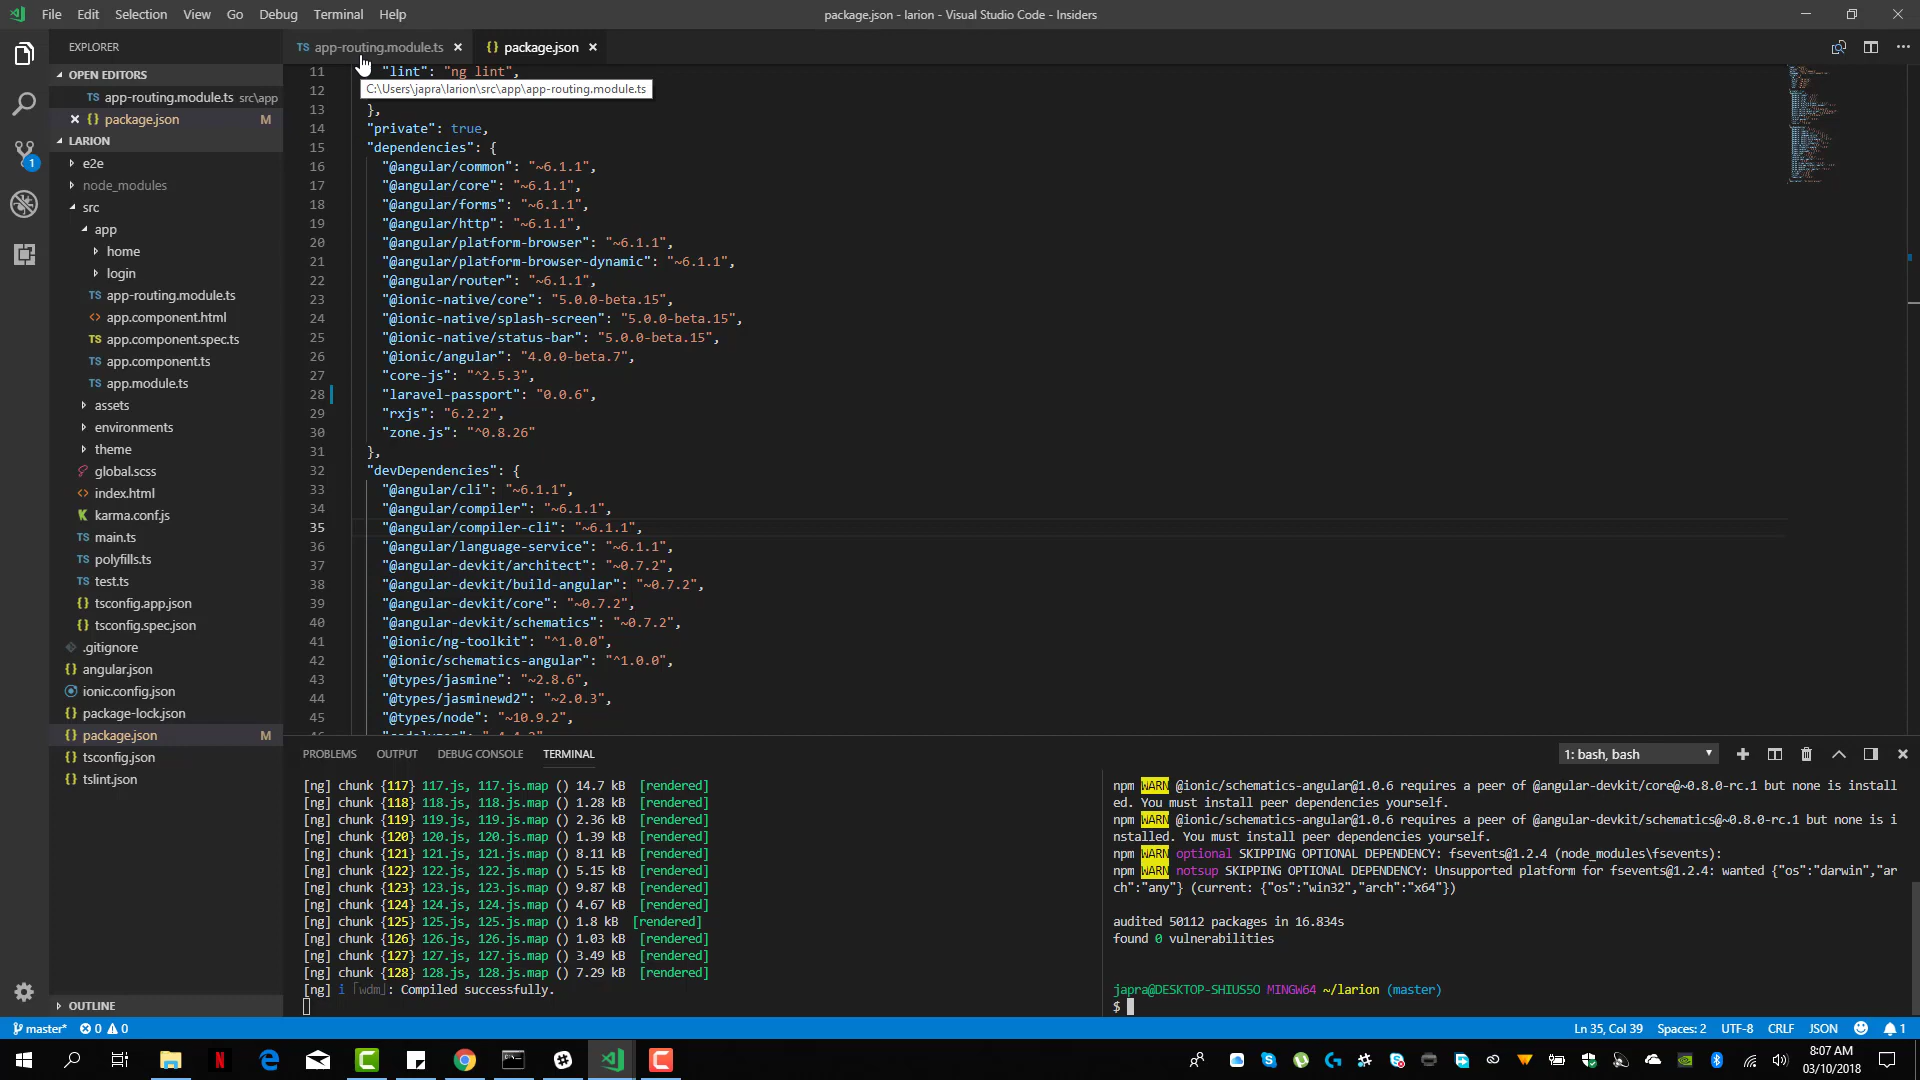 File Edit Selection View Go Debug Terminal Help
package.json - larion - Visual Studio Code - Insiders
EXPLORER
OPEN EDITORS
TS app-routing.module.ts src\app
{} package.json M
LARION
e2e
node_modules
src
app
home
login
TS app-routing.module.ts
<> app.component.html
TS app.component.spec.ts
TS app.component.ts
TS app.module.ts
assets
environments
theme
global.scss
<> index.html
karma.conf.js
TS main.ts
TS polyfills.ts
TS test.ts
{} tsconfig.app.json
{} tsconfig.spec.json
.gitignore
{} angular.json
ionic.config.json
{} package-lock.json
{} package.json M
{} tsconfig.json
{} tslint.json
OUTLINE
TS app-routing.module.ts {} package.json
C:\Users\japra\larion\src\app\app-routing.module.ts
11 "lint": "ng lint",
12
13 },
14 "private": true,
15 "dependencies": {
16 "@angular/common": "~6.1.1",
17 "@angular/core": "~6.1.1",
18 "@angular/forms": "~6.1.1",
19 "@angular/http": "~6.1.1",
20 "@angular/platform-browser": "~6.1.1",
21 "@angular/platform-browser-dynamic": "~6.1.1",
22 "@angular/router": "~6.1.1",
23 "@ionic-native/core": "5.0.0-beta.15",
24 "@ionic-native/splash-screen": "5.0.0-beta.15",
25 "@ionic-native/status-bar": "5.0.0-beta.15",
26 "@ionic/angular": "4.0.0-beta.7",
27 "core-js": "^2.5.3",
28 "laravel-passport": "0.0.6",
29 "rxjs": "6.2.2",
30 "zone.js": "^0.8.26"
31 },
32 "devDependencies": {
33 "@angular/cli": "~6.1.1",
34 "@angular/compiler": "~6.1.1",
35 "@angular/compiler-cli": "~6.1.1",
36 "@angular/language-service": "~6.1.1",
37 "@angular-devkit/architect": "~0.7.2",
38 "@angular-devkit/build-angular": "~0.7.2",
39 "@angular-devkit/core": "~0.7.2",
40 "@angular-devkit/schematics": "~0.7.2",
41 "@ionic/ng-toolkit": "^1.0.0",
42 "@ionic/schematics-angular": "^1.0.0",
43 "@types/jasmine": "~2.8.6",
44 "@types/jasminewd2": "~2.0.3",
45 "@types/node": "~10.9.2",
PROBLEMS OUTPUT DEBUG CONSOLE TERMINAL 1: bash, bash
[ng] chunk {117} 117.js, 117.js.map () 14.7 kB [rendered]
[ng] chunk {118} 118.js, 118.js.map () 1.28 kB [rendered]
[ng] chunk {119} 119.js, 119.js.map () 2.36 kB [rendered]
[ng] chunk {120} 120.js, 120.js.map () 1.39 kB [rendered]
[ng] chunk {121} 121.js, 121.js.map () 8.11 kB [rendered]
[ng] chunk {122} 122.js, 122.js.map () 5.15 kB [rendered]
[ng] chunk {123} 123.js, 123.js.map () 9.87 kB [rendered]
[ng] chunk {124} 124.js, 124.js.map () 4.67 kB [rendered]
[ng] chunk {125} 125.js, 125.js.map () 1.8 kB [rendered]
[ng] chunk {126} 126.js, 126.js.map () 1.03 kB [rendered]
[ng] chunk {127} 127.js, 127.js.map () 3.49 kB [rendered]
[ng] chunk {128} 128.js, 128.js.map () 7.29 kB [rendered]
[ng] i ｢wdm｣: Compiled successfully.
npm WARN @ionic/schematics-angular@1.0.6 requires a peer of @angular-devkit/core@~0.8.0-rc.1 but none is install
ed. You must install peer dependencies yourself.
npm WARN @ionic/schematics-angular@1.0.6 requires a peer of @angular-devkit/schematics@~0.8.0-rc.1 but none is i
nstalled. You must install peer dependencies yourself.
npm WARN optional SKIPPING OPTIONAL DEPENDENCY: fsevents@1.2.4 (node_modules\fsevents):
npm WARN notsup SKIPPING OPTIONAL DEPENDENCY: Unsupported platform for fsevents@1.2.4: wanted {"os":"darwin","ar
ch":"any"} (current: {"os":"win32","arch":"x64"})
audited 50112 packages in 16.834s
found 0 vulnerabilities
japra@DESKTOP-SHIUS5O MINGW64 ~/larion (master)
$
master* 0 0 Ln 35, Col 39 Spaces: 2 UTF-8 CRLF JSON 1
8:07 AM
03/10/2018